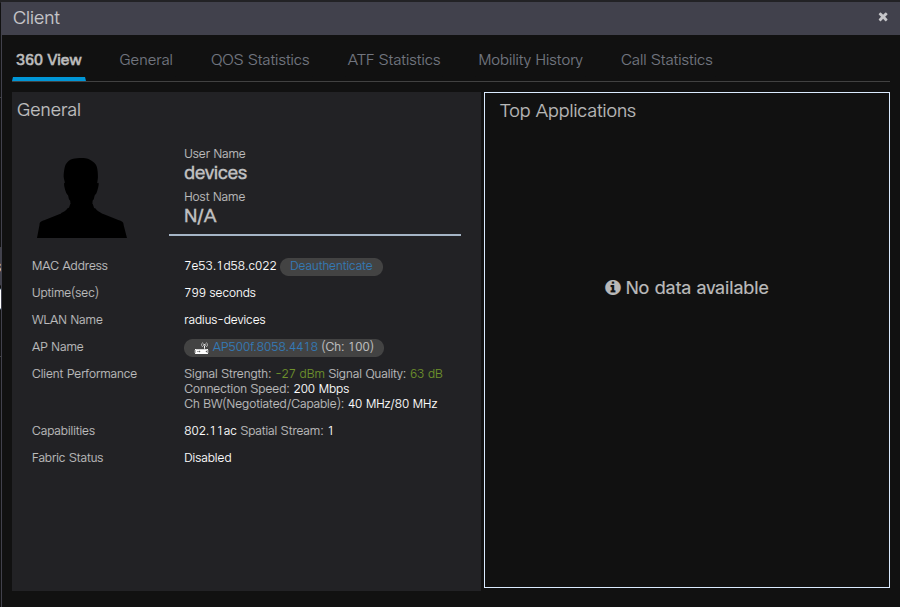 Client
360 View General QOS Statistics ATF Statistics Mobility History Call Statistics
General
User Name
devices
Host Name
N/A
MAC Address 7e53.1d58.c022 Deauthenticate
Uptime(sec) 799 seconds
WLAN Name radius-devices
AP Name AP500f.8058.4418 (Ch: 100)
Client Performance Signal Strength: -27 dBm Signal Quality: 63 dB
Connection Speed: 200 Mbps
Ch BW(Negotiated/Capable): 40 MHz/80 MHz
Capabilities 802.11ac Spatial Stream: 1
Fabric Status Disabled
Top Applications
No data available